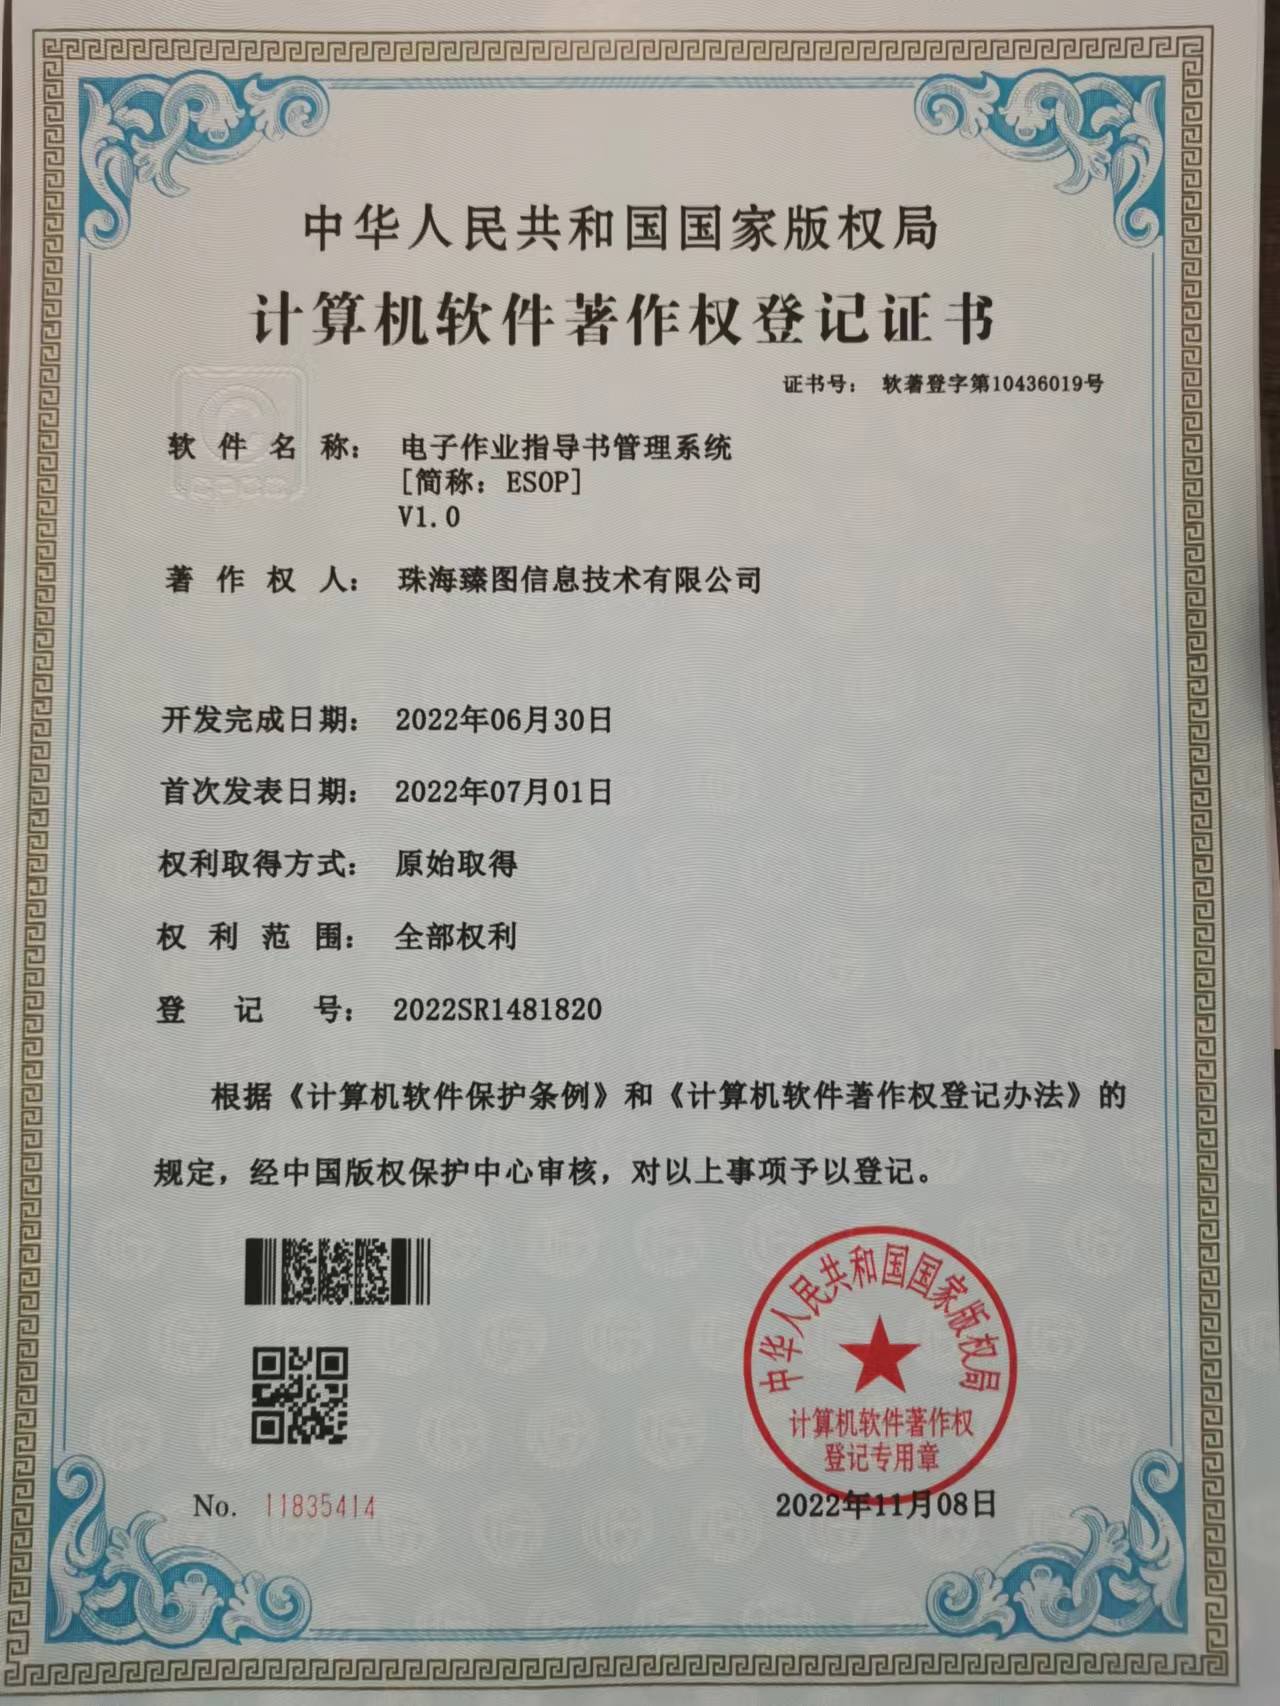 中华人民共和国国家版权局
计算机软件著作权登记证书
证书号： 软著登字第10436019号
软件名称： 电子作业指导书管理系统
[简称：ESOP]
V1.0
著作权人： 珠海臻图信息技术有限公司
开发完成日期： 2022年06月30日
首次发表日期： 2022年07月01日
权利取得方式： 原始取得
权利范围： 全部权利
登记号： 2022SR1481820
根据《计算机软件保护条例》和《计算机软件著作权登记办法》的
规定，经中国版权保护中心审核，对以上事项予以登记。
中华人民共和国国家版权局
计算机软件著作权
登记专用章
No. 11835414
2022年11月08日